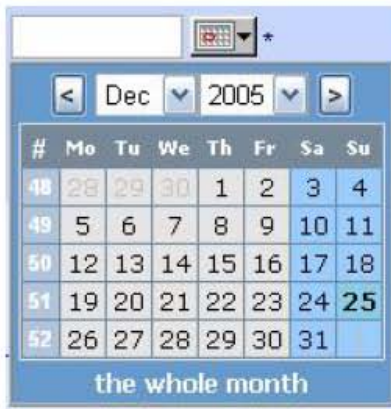 *
< Dec 2005 >
# Mo Tu We Th Fr Sa Su
48 28 29 30 1 2 3 4
49 5 6 7 8 9 10 11
50 12 13 14 15 16 17 18
51 19 20 21 22 23 24 25
52 26 27 28 29 30 31
the whole month